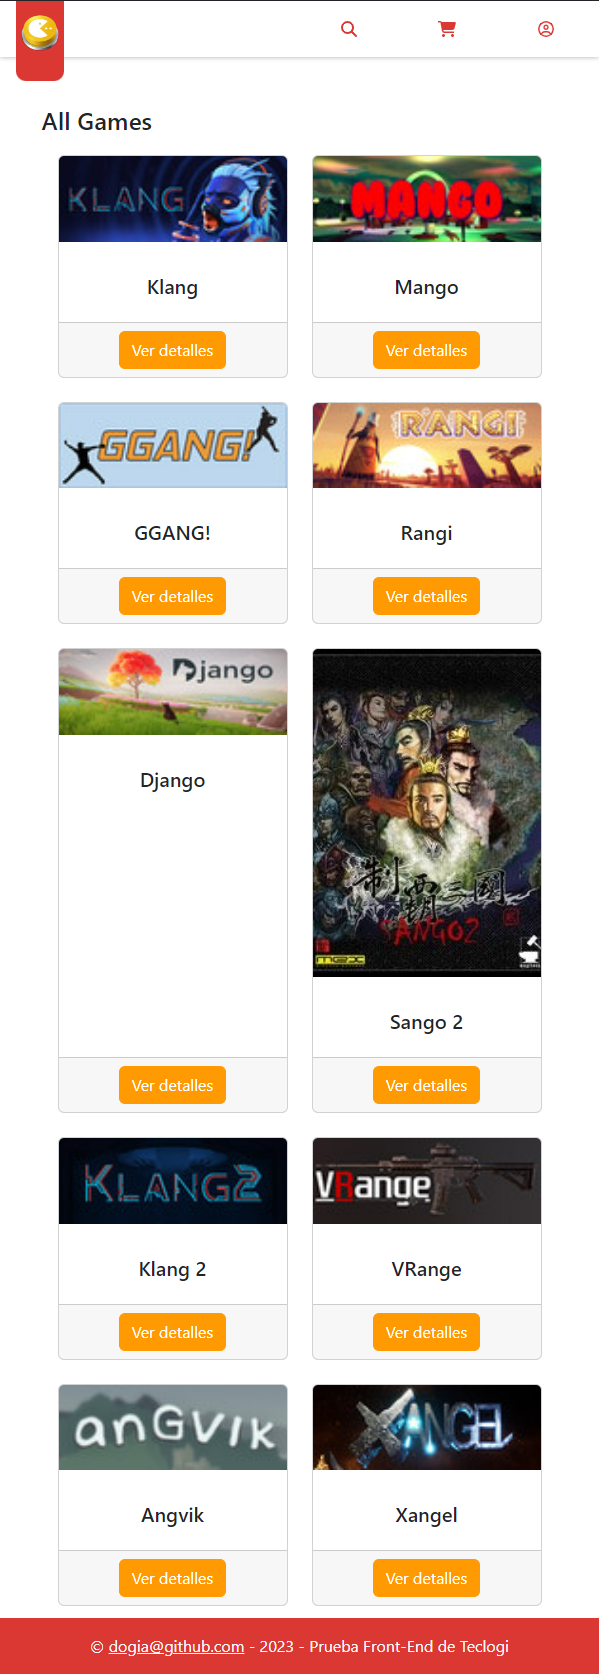 All Games
KLANG
MANGO
Klang
Mango
Ver detalles
Ver detalles
GGANG!
RANGI
GGANG!
Rangi
Ver detalles
Ver detalles
Django
制霸三國
SANGO2
Django
Sango 2
Ver detalles
Ver detalles
KLANG2
VRange
Klang 2
VRange
Ver detalles
Ver detalles
anGvik
XANGEL
Angvik
Xangel
Ver detalles
Ver detalles
© dogia@github.com - 2023 - Prueba Front-End de Teclogi